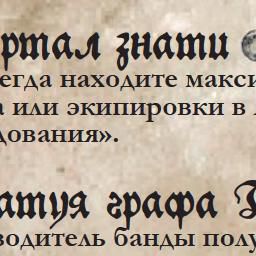 ртал знати
егда находите макси
а или экипировки в
дования».
атуя графа
водитель банды полу